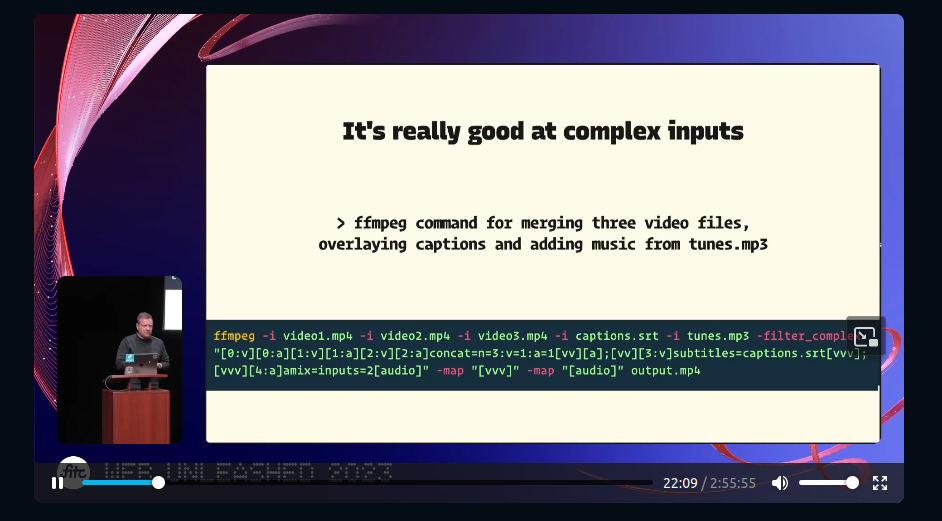 It's really good at complex inputs
> ffmpeg command for merging three video files,
overlaying captions and adding music from tunes.mp3
ffmpeg -i video1.mp4 -i video2.mp4 -i video3.mp4 -i captions.srt -i tunes.mp3 -filter_comple
"[0:v][0:a][1:v][1:a][2:v][2:a]concat=n=3:v=1:a=1[vv][a];[vv][3:v]subtitles=captions.srt[vvv];
[vvv][4:a]amix=inputs=2[audio]" -map "[vvv]" -map "[audio]" output.mp4
fitc WEB UNLEASHED 2023
22:09 / 2:55:55